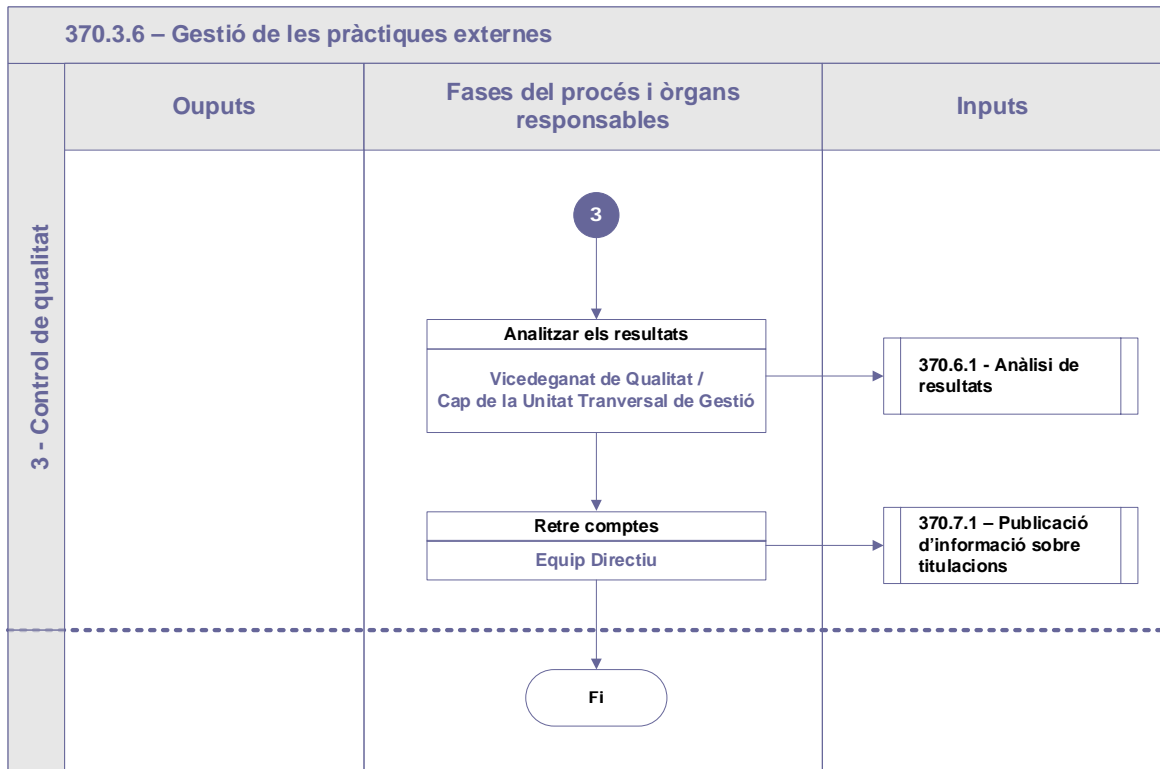 370.3.6 – Gestió de les pràctiques externes
Ouputs
Fases del procés i òrgans
responsables
Inputs
3 - Control de qualitat
3
Analitzar els resultats
Vicedeganat de Qualitat /
Cap de la Unitat Tranversal de Gestió
370.6.1 - Anàlisi de
resultats
Retre comptes
Equip Directiu
370.7.1 – Publicació
d’informació sobre
titulacions
Fi